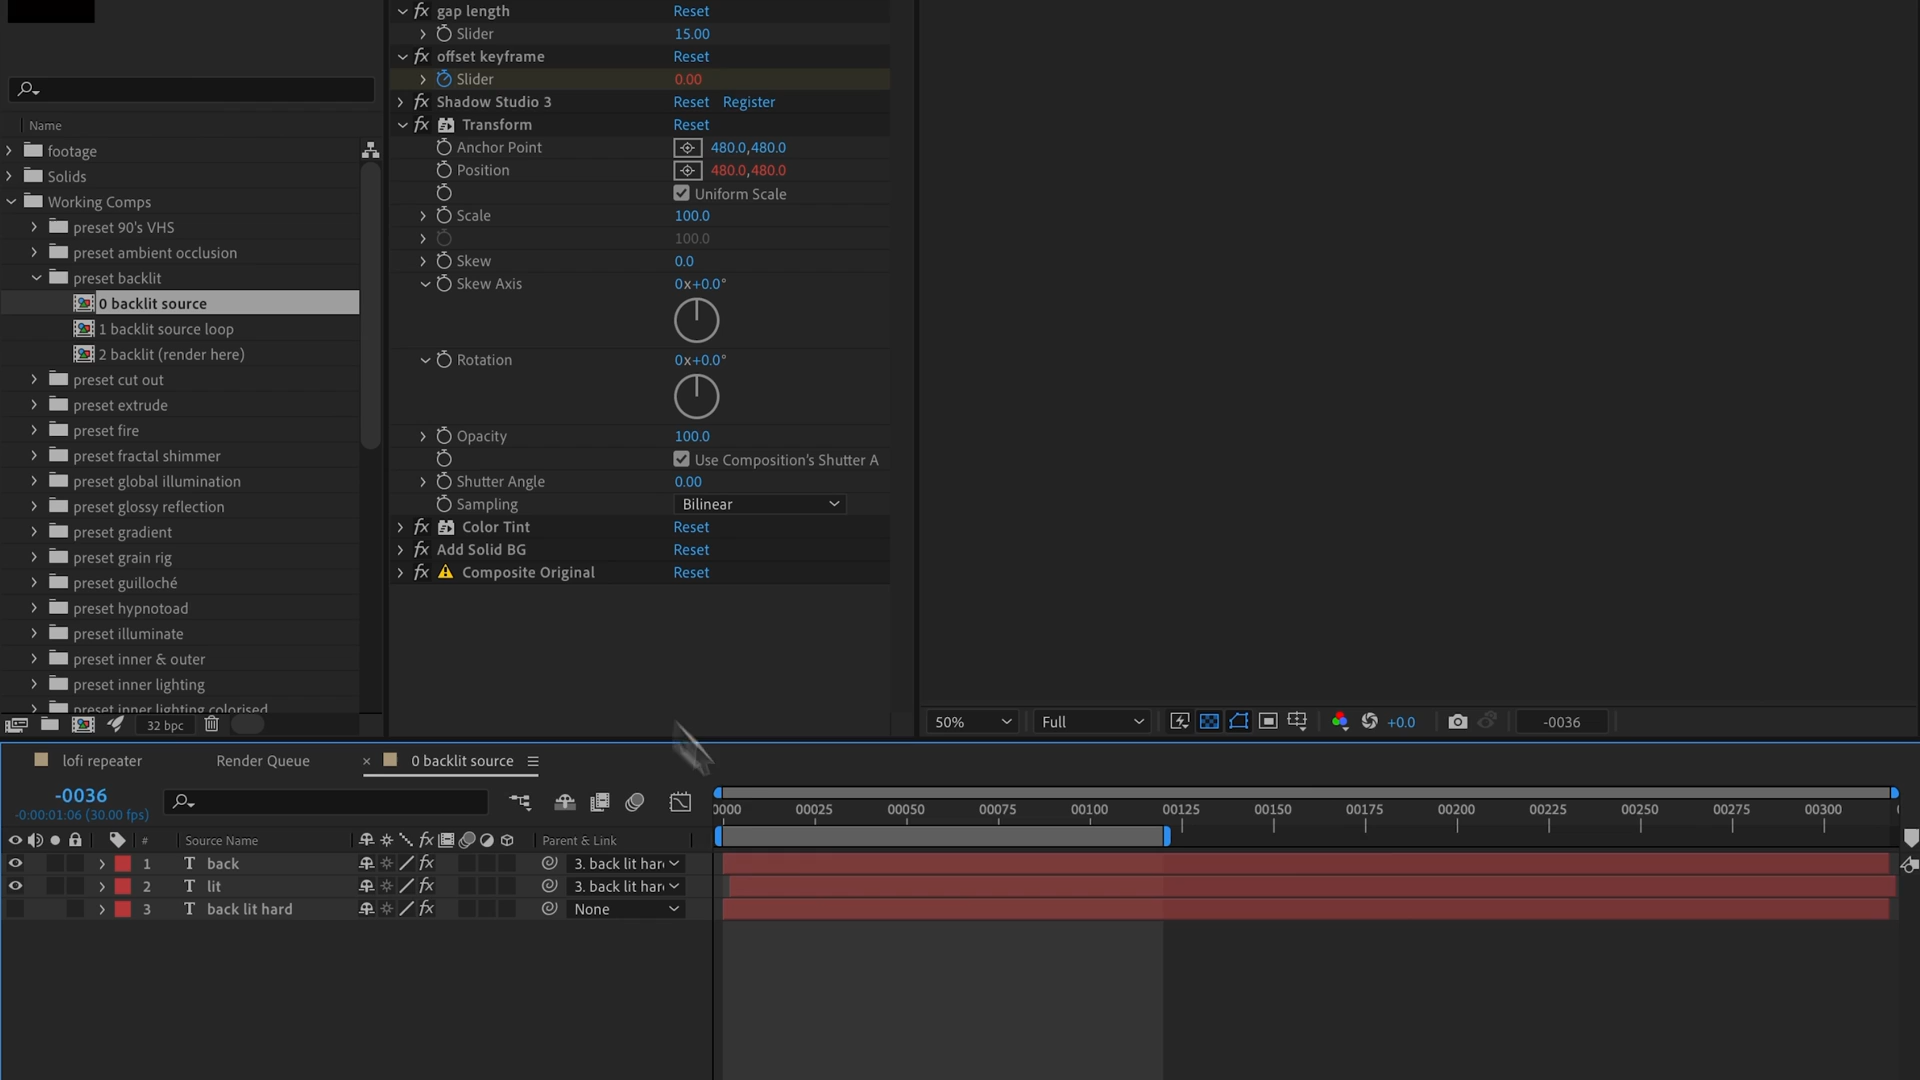 gap length Reset
Slider 15.00
offset keyframe Reset
Slider 0.00
Shadow Studio 3 Reset Register
Transform Reset
Anchor Point 480.0,480.0
Position 480.0,480.0
Uniform Scale
Scale 100.0
100.0
Skew 0.0
Skew Axis 0x+0.0°
Rotation 0x+0.0°
Opacity 100.0
Use Composition's Shutter A
Shutter Angle 0.00
Sampling Bilinear
Color Tint Reset
Add Solid BG Reset
Composite Original Reset
Name
footage
Solids
Working Comps
preset 90's VHS
preset ambient occlusion
preset backlit
0 backlit source
1 backlit source loop
2 backlit (render here)
preset cut out
preset extrude
preset fire
preset fractal shimmer
preset global illumination
preset glossy reflection
preset gradient
preset grain rig
preset guilloché
preset hypnotoad
preset illuminate
preset inner & outer
preset inner lighting
preset inner lighting colorised
32 bpc
50% Full +0.0 -0036
lofi repeater Render Queue × 0 backlit source
-0036
-0:00:01:06 (30.00 fps)
0000 00025 00050 00075 00100 00125 00150 00175 00200 00225 00250 00275 00300
# Source Name fx Parent & Link
1 T back fx 3. back lit har
2 T lit fx 3. back lit har
3 T back lit hard fx None